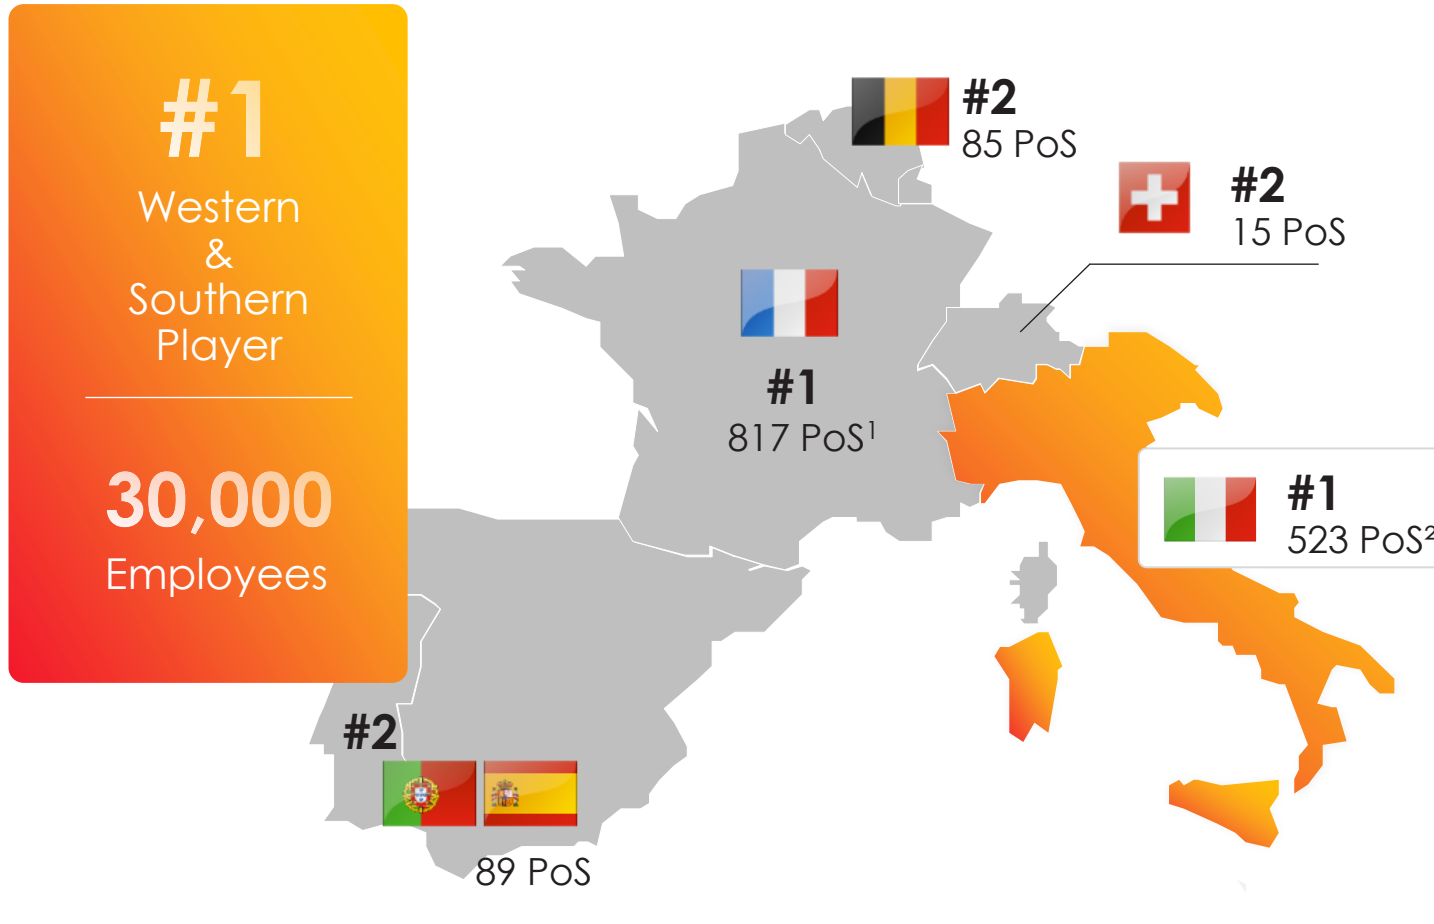 #1
Western
&
Southern
Player
30,000
Employees
#2
85 PoS
#2
15 PoS
#1
817 PoS¹
#1
523 PoS²
#2
89 PoS